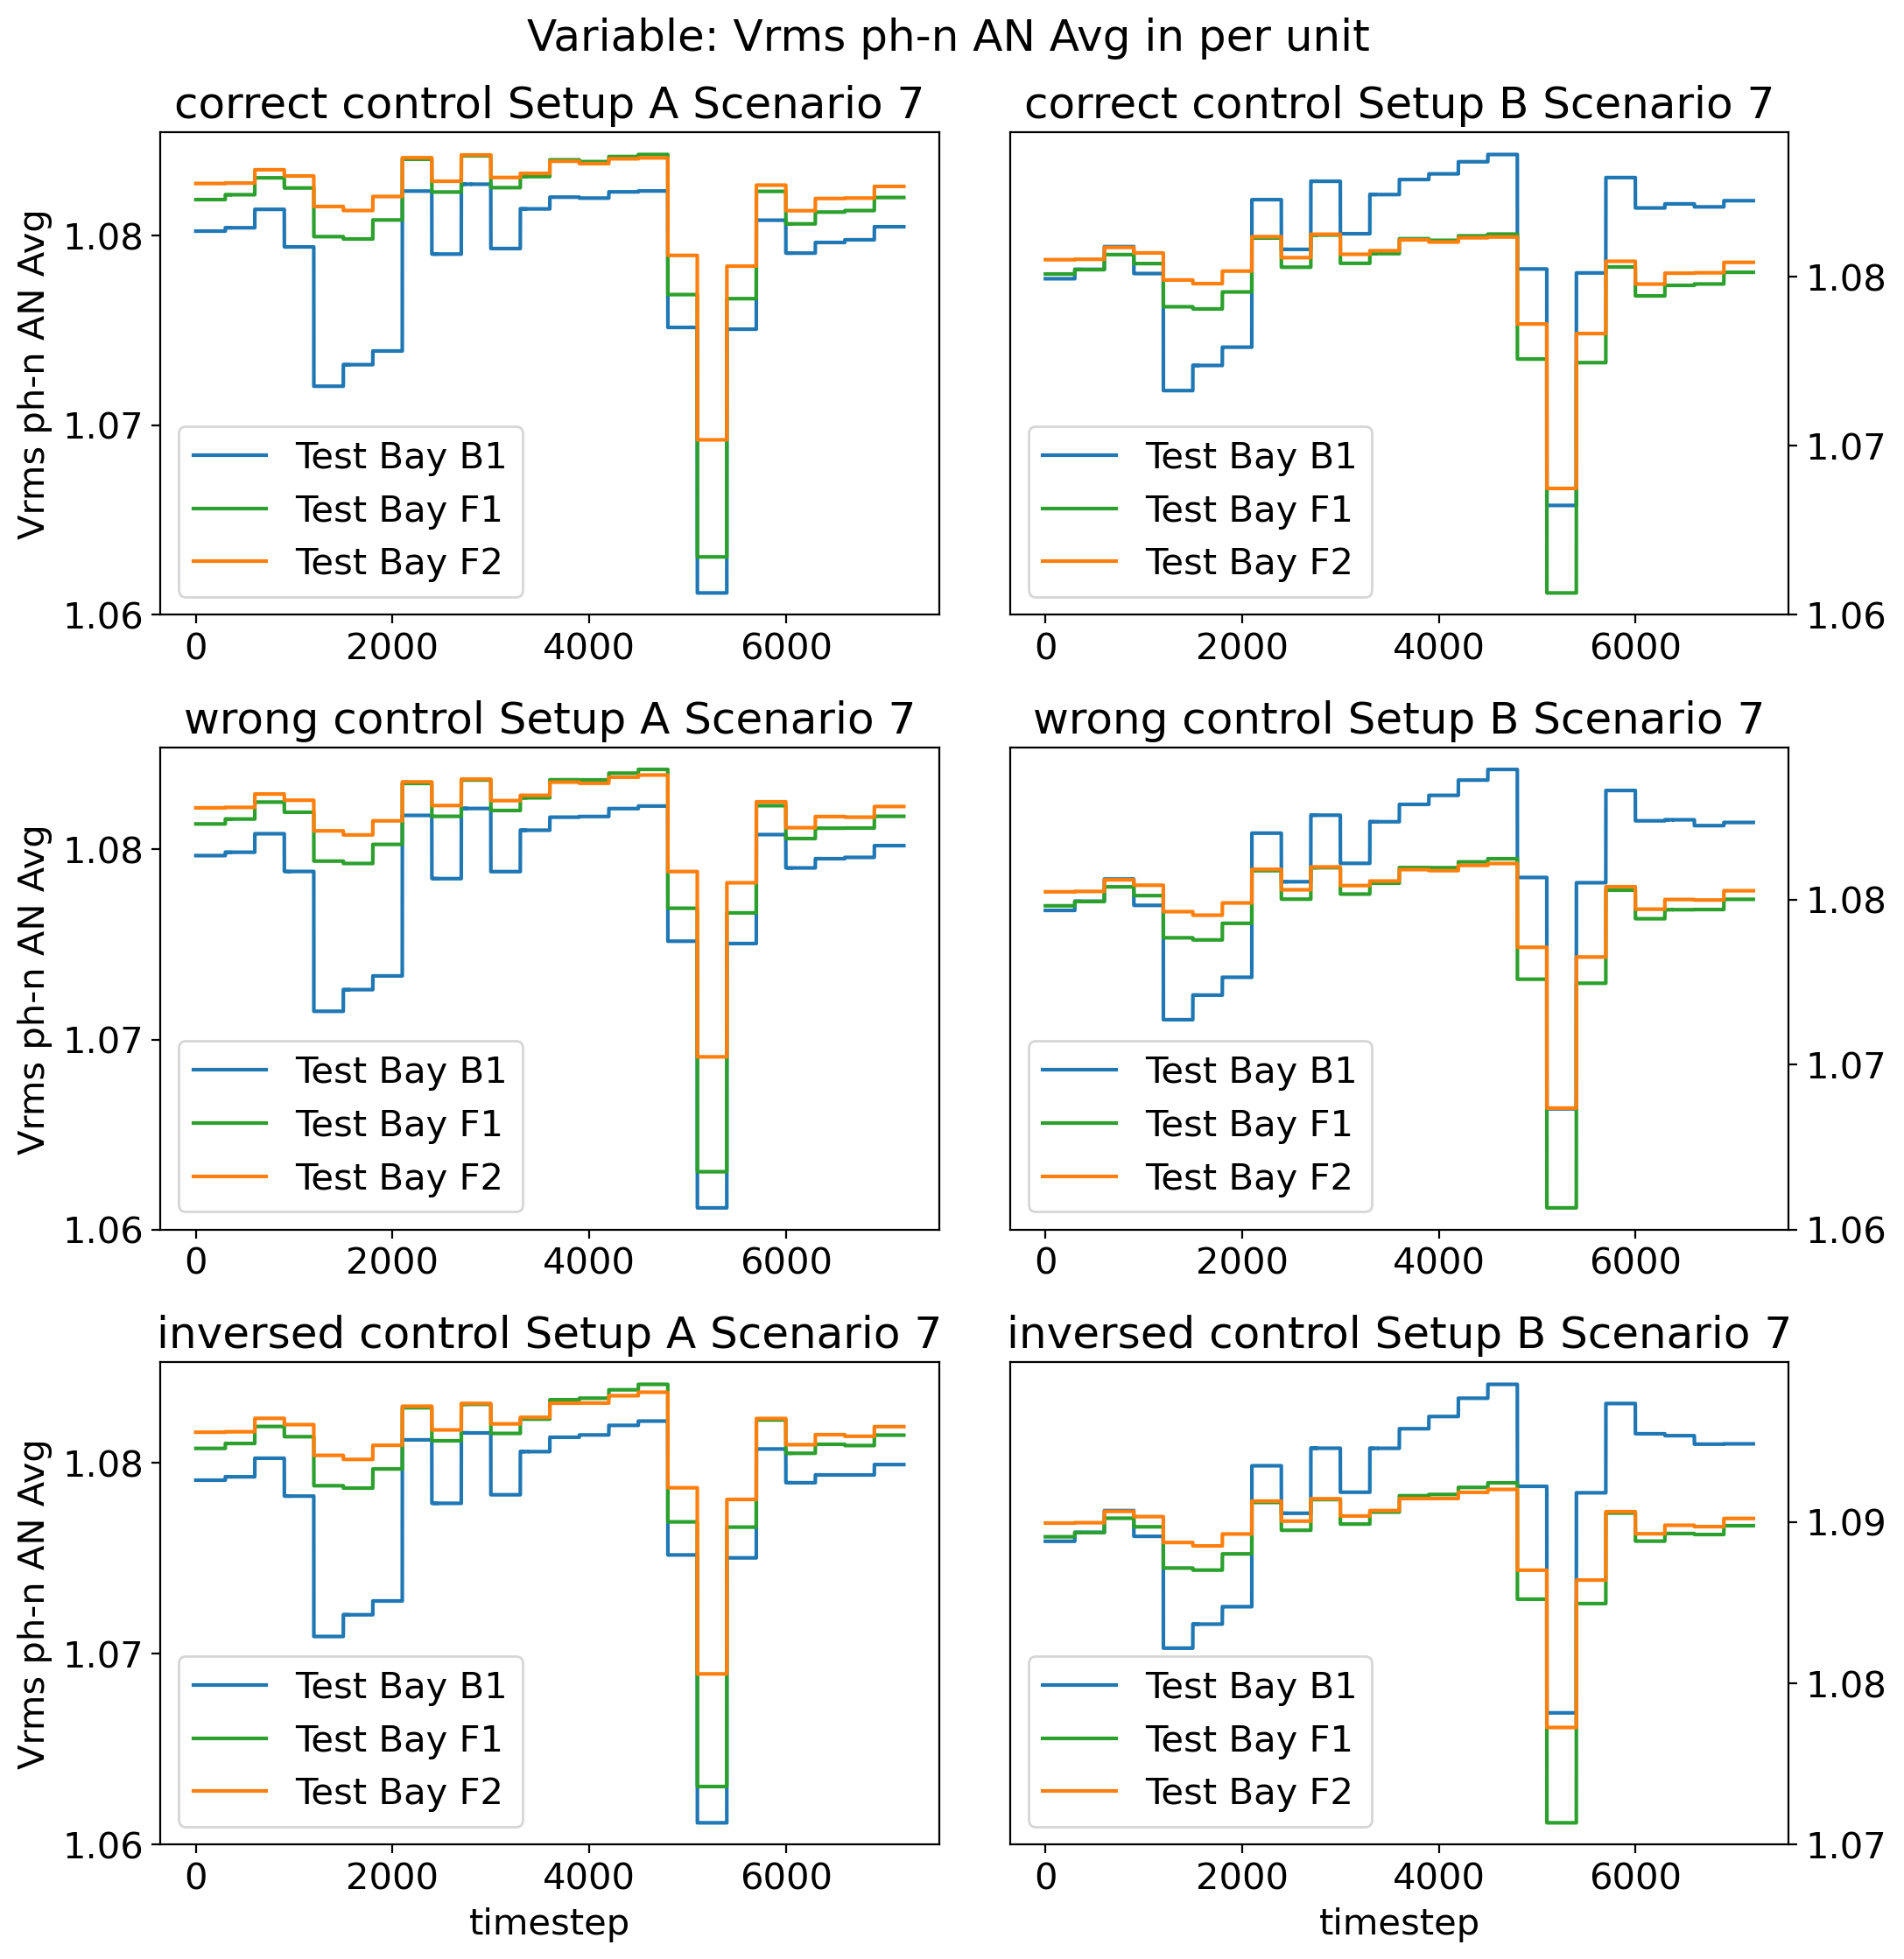 Variable: Vrms ph-n AN Avg in per unit
correct control Setup A Scenario 7
Vrms ph-n AN Avg
1.08
1.07
1.06
Test Bay B1
Test Bay F1
Test Bay F2
0 2000 4000 6000
correct control Setup B Scenario 7
1.08
1.07
1.06
Test Bay B1
Test Bay F1
Test Bay F2
0 2000 4000 6000
wrong control Setup A Scenario 7
Vrms ph-n AN Avg
1.08
1.07
1.06
Test Bay B1
Test Bay F1
Test Bay F2
0 2000 4000 6000
wrong control Setup B Scenario 7
1.08
1.07
1.06
Test Bay B1
Test Bay F1
Test Bay F2
0 2000 4000 6000
inversed control Setup A Scenario 7
Vrms ph-n AN Avg
1.08
1.07
1.06
Test Bay B1
Test Bay F1
Test Bay F2
0 2000 4000 6000
timestep
inversed control Setup B Scenario 7
1.09
1.08
1.07
Test Bay B1
Test Bay F1
Test Bay F2
0 2000 4000 6000
timestep